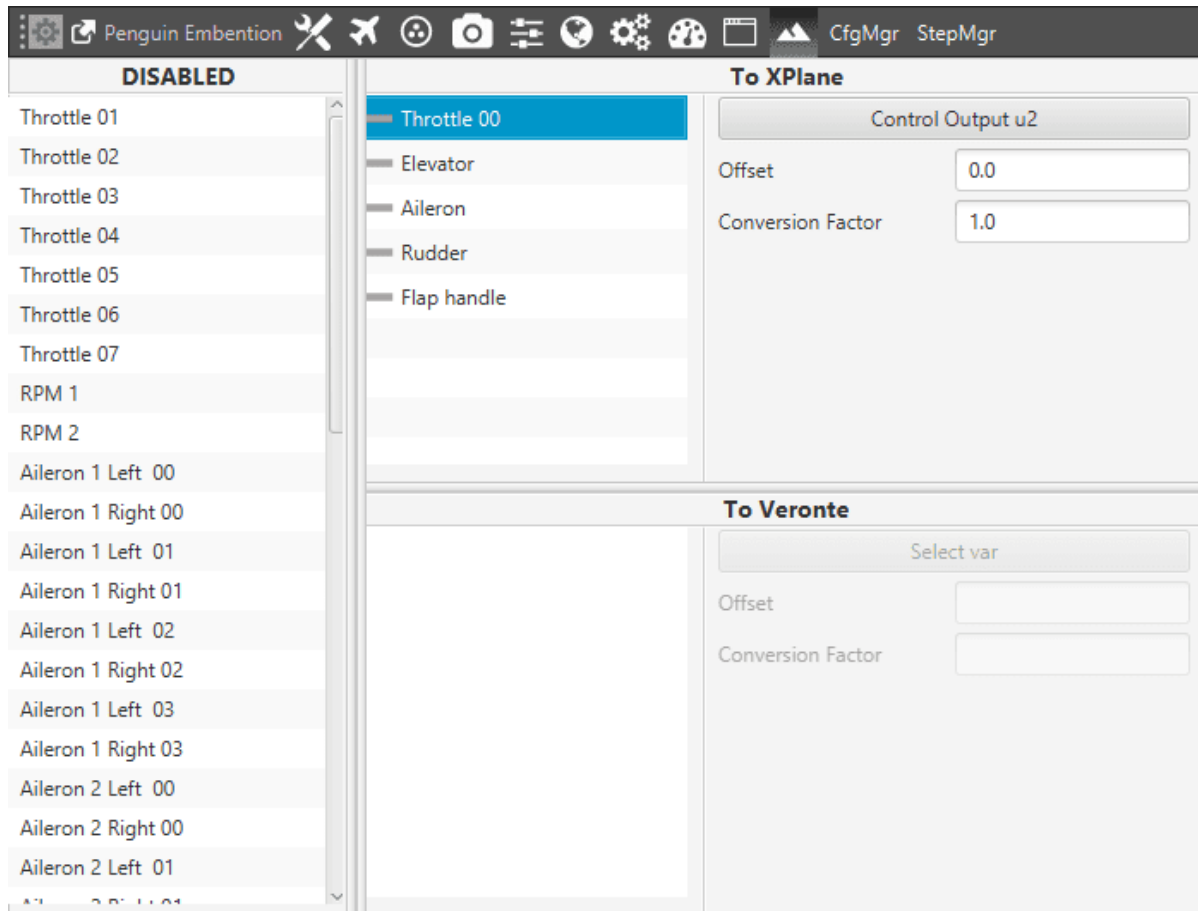 Penguin Embention CfgMgr StepMgr
DISABLED
Throttle 01
Throttle 02
Throttle 03
Throttle 04
Throttle 05
Throttle 06
Throttle 07
RPM 1
RPM 2
Aileron 1 Left 00
Aileron 1 Right 00
Aileron 1 Left 01
Aileron 1 Right 01
Aileron 1 Left 02
Aileron 1 Right 02
Aileron 1 Left 03
Aileron 1 Right 03
Aileron 2 Left 00
Aileron 2 Right 00
Aileron 2 Left 01
To XPlane
Throttle 00
Elevator
Aileron
Rudder
Flap handle
Control Output u2
Offset 0.0
Conversion Factor 1.0
To Veronte
Select var
Offset
Conversion Factor